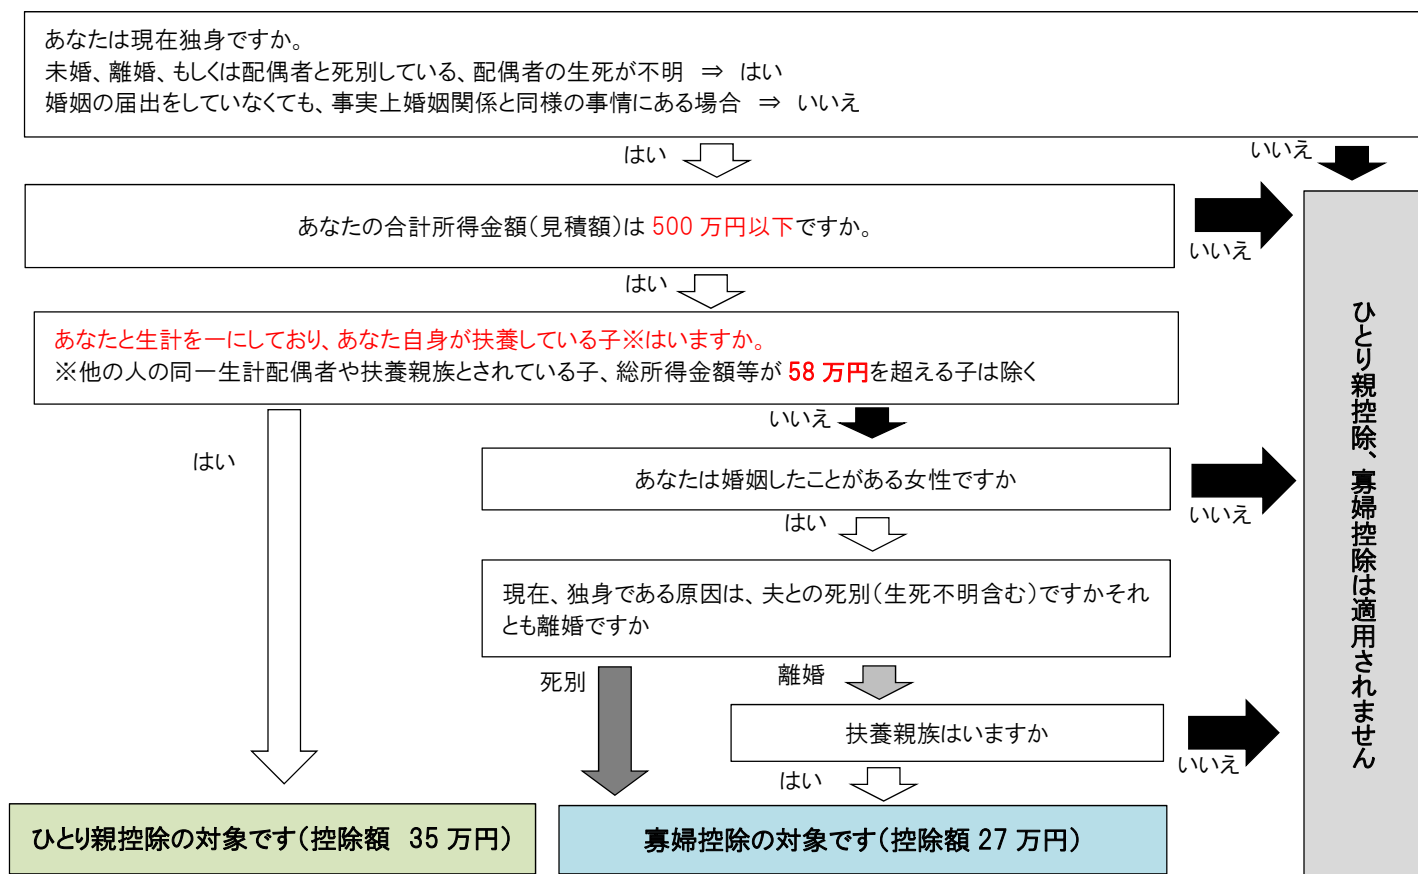 あなたは現在独身ですか。
未婚、離婚、もしくは配偶者と死別している、配偶者の生死が不明 ⇒ はい
婚姻の届出をしていなくても、事実上婚姻関係と同様の事情にある場合 ⇒ いいえ
はい
いいえ
あなたの合計所得金額(見積額)は 500 万円以下ですか。
いいえ
はい
あなたと生計を一にしており、あなた自身が扶養している子※はいますか。
※他の人の同一生計配偶者や扶養親族とされている子、総所得金額等が 58 万円を超える子は除く
はい
いいえ
あなたは婚姻したことがある女性ですか
いいえ
はい
現在、独身である原因は、夫との死別(生死不明含む)ですかそれ
とも離婚ですか
死別
離婚
扶養親族はいますか
いいえ
はい
ひとり親控除の対象です(控除額 35 万円)
寡婦控除の対象です(控除額 27 万円)
ひとり親控除、寡婦控除は適用されません